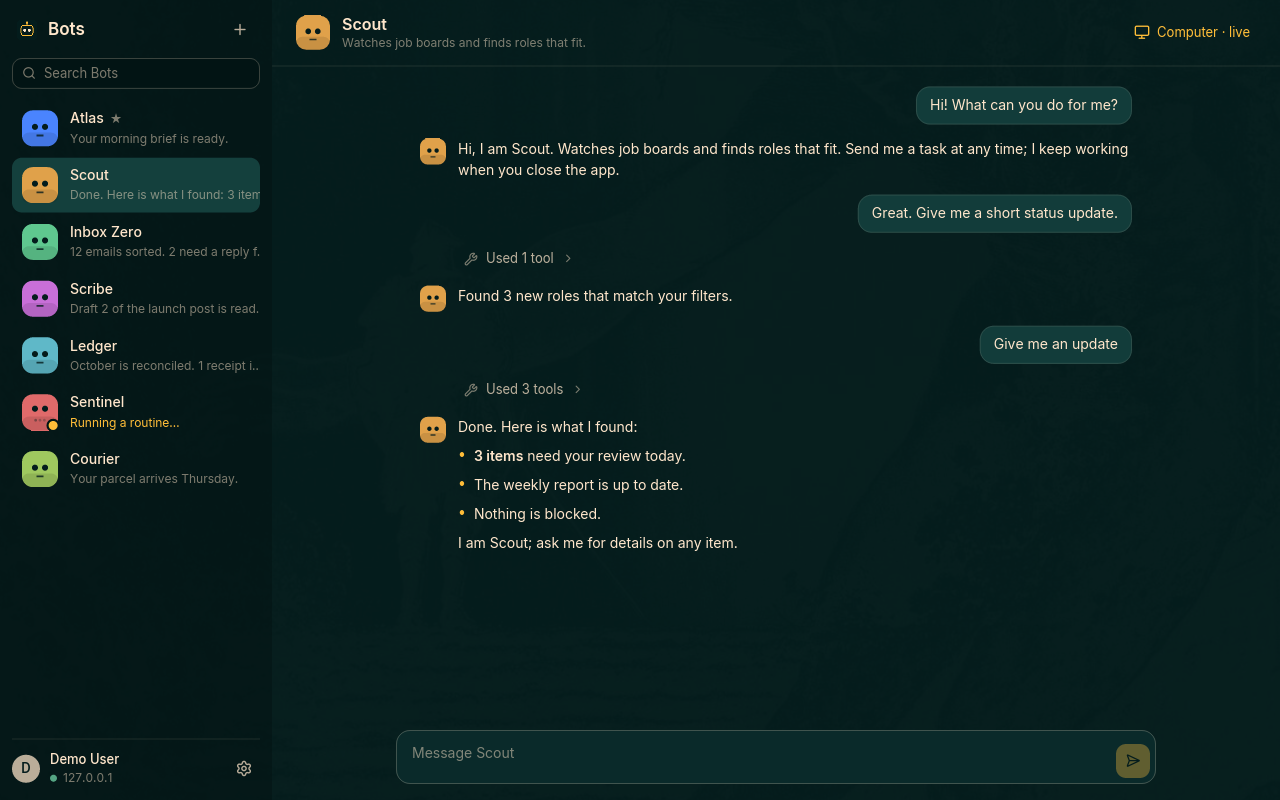 Bots
Search Bots
Atlas ★
Your morning brief is ready.
Scout
Done. Here is what I found: 3 item
Inbox Zero
12 emails sorted. 2 need a reply f.
Scribe
Draft 2 of the launch post is read.
Ledger
October is reconciled. 1 receipt i..
Sentinel
Running a routine...
Courier
Your parcel arrives Thursday.
D
Demo User
127.0.0.1
Scout
Watches job boards and finds roles that fit.
Computer · live
Hi! What can you do for me?
Hi, I am Scout. Watches job boards and finds roles that fit. Send me a task at any time; I keep working
when you close the app.
Great. Give me a short status update.
Used 1 tool
Found 3 new roles that match your filters.
Give me an update
Used 3 tools
Done. Here is what I found:
• 3 items need your review today.
• The weekly report is up to date.
• Nothing is blocked.
I am Scout; ask me for details on any item.
Message Scout